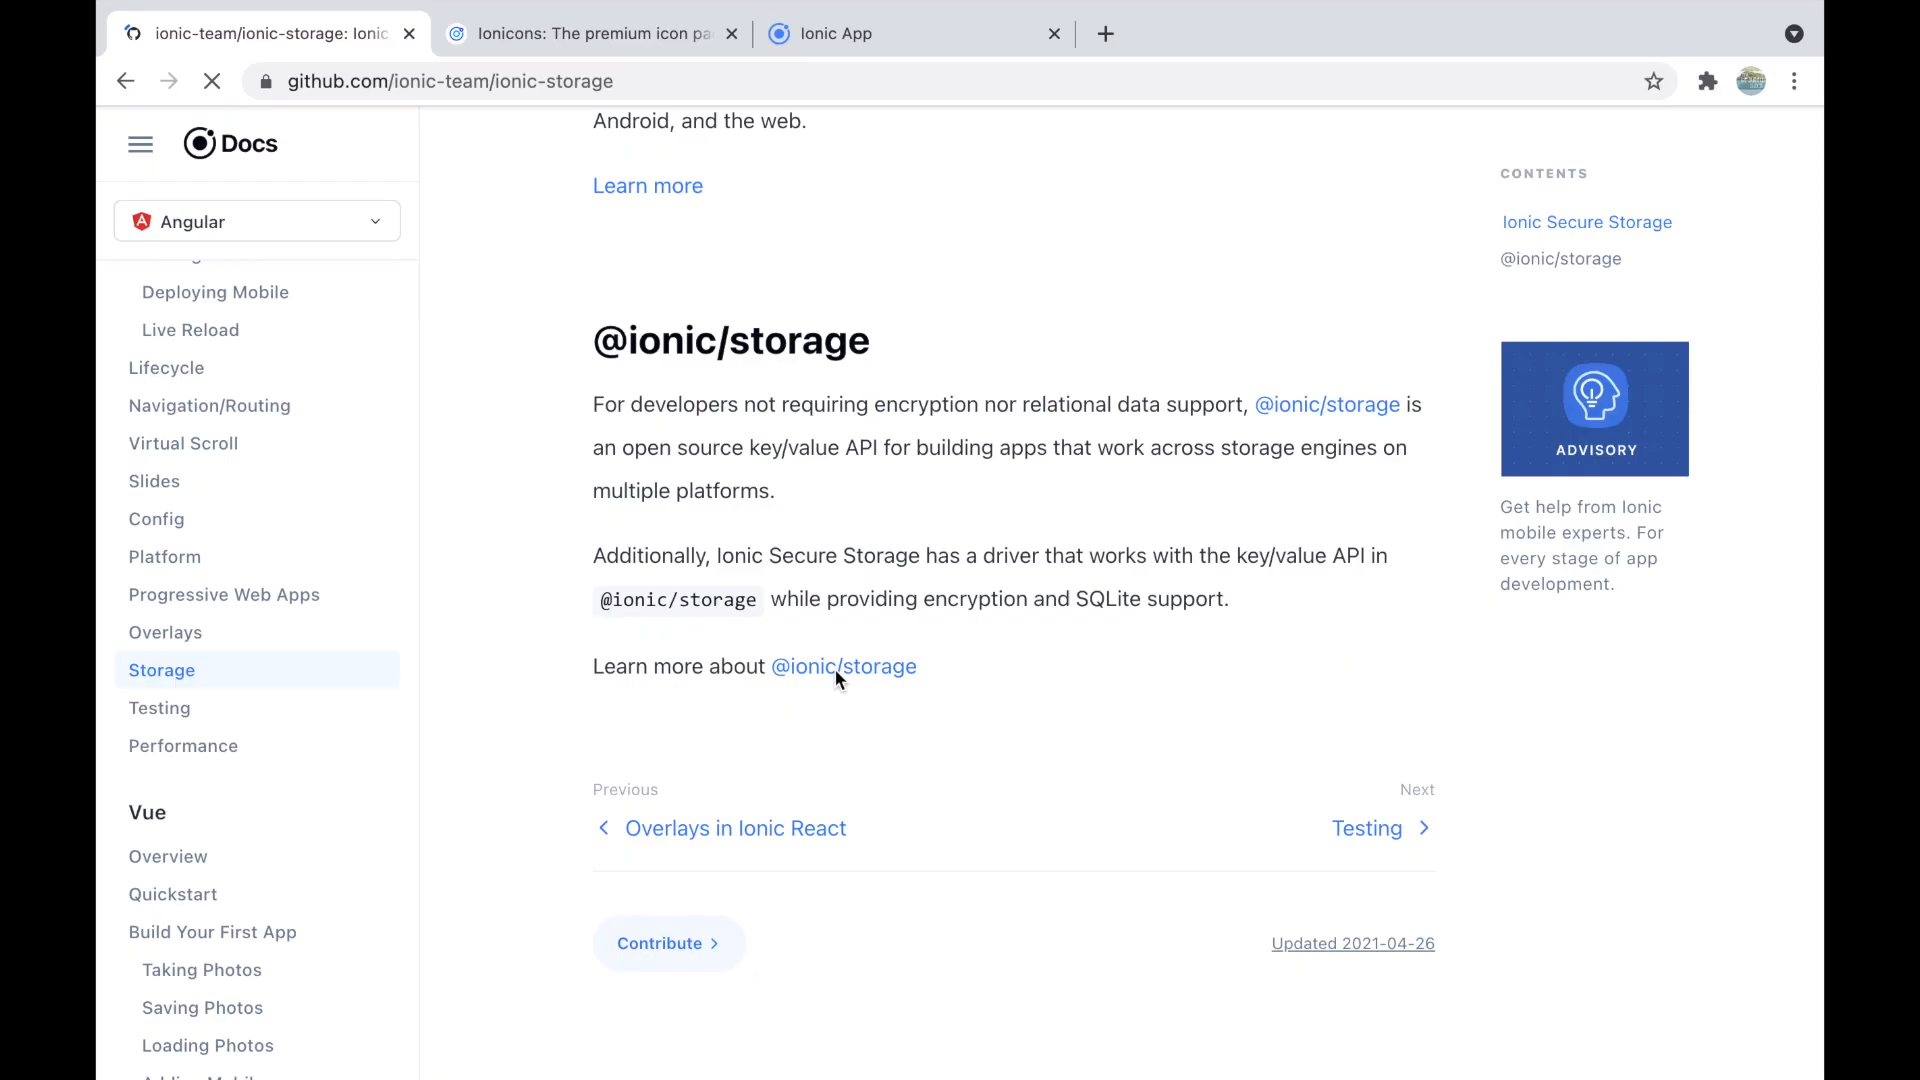 ionic-team/ionic-storage: Ionic
Ionicons: The premium icon pa
Ionic App
github.com/ionic-team/ionic-storage
Docs
Angular
Deploying Mobile
Live Reload
Lifecycle
Navigation/Routing
Virtual Scroll
Slides
Config
Platform
Progressive Web Apps
Overlays
Storage
Testing
Performance
Vue
Overview
Quickstart
Build Your First App
Taking Photos
Saving Photos
Loading Photos
Android, and the web.
Learn more
@ionic/storage
For developers not requiring encryption nor relational data support, @ionic/storage is
an open source key/value API for building apps that work across storage engines on
multiple platforms.
Additionally, Ionic Secure Storage has a driver that works with the key/value API in
@ionic/storage while providing encryption and SQLite support.
Learn more about @ionic/storage
Previous
Next
Overlays in Ionic React
Testing
Contribute
Updated 2021-04-26
CONTENTS
Ionic Secure Storage
@ionic/storage
ADVISORY
Get help from Ionic
mobile experts. For
every stage of app
development.